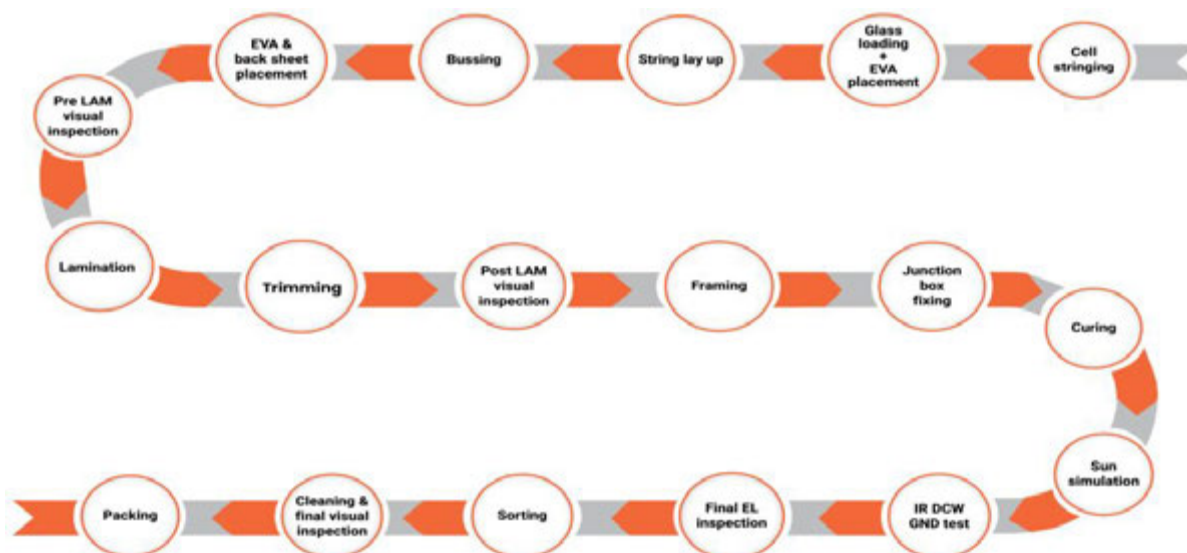 Cell
stringing
Glass
loading
+
EVA
placement
String lay up
Bussing
EVA &
back sheet
placement
Pre LAM
visual
inspection
Lamination
Trimming
Post LAM
visual
inspection
Framing
Junction
box
fixing
Curing
Sun
simulation
IR DCW
GND test
Final EL
inspection
Sorting
Cleaning &
final visual
inspection
Packing